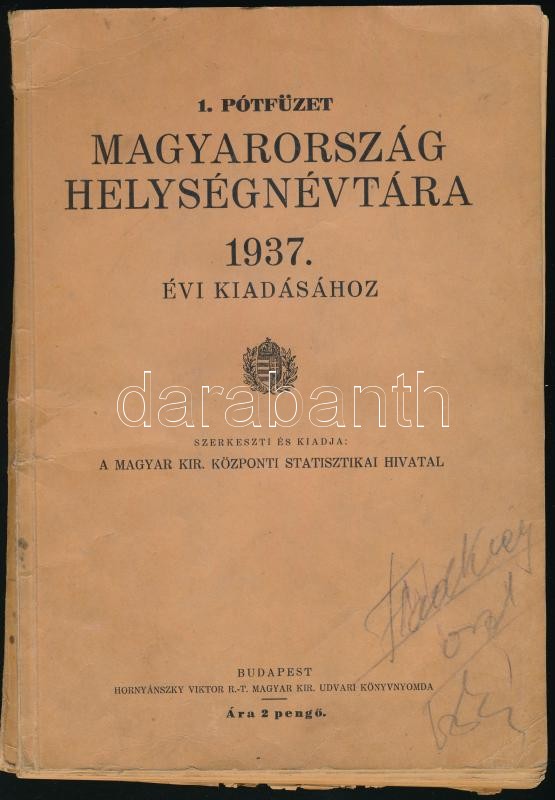 1. PÓTFÜZET
MAGYARORSZÁG
HELYSÉGNÉVTÁRA
1937.
ÉVI KIADÁSÁHOZ
darabanth
SZERKESZTI ÉS KIADJA:
A MAGYAR KIR. KÖZPONTI STATISZTIKAI HIVATAL
BUDAPEST
HORNYÁNSZKY VIKTOR R.-T. MAGYAR KIR. UDVARI KÖNYVNYOMDA
Ára 2 pengő.